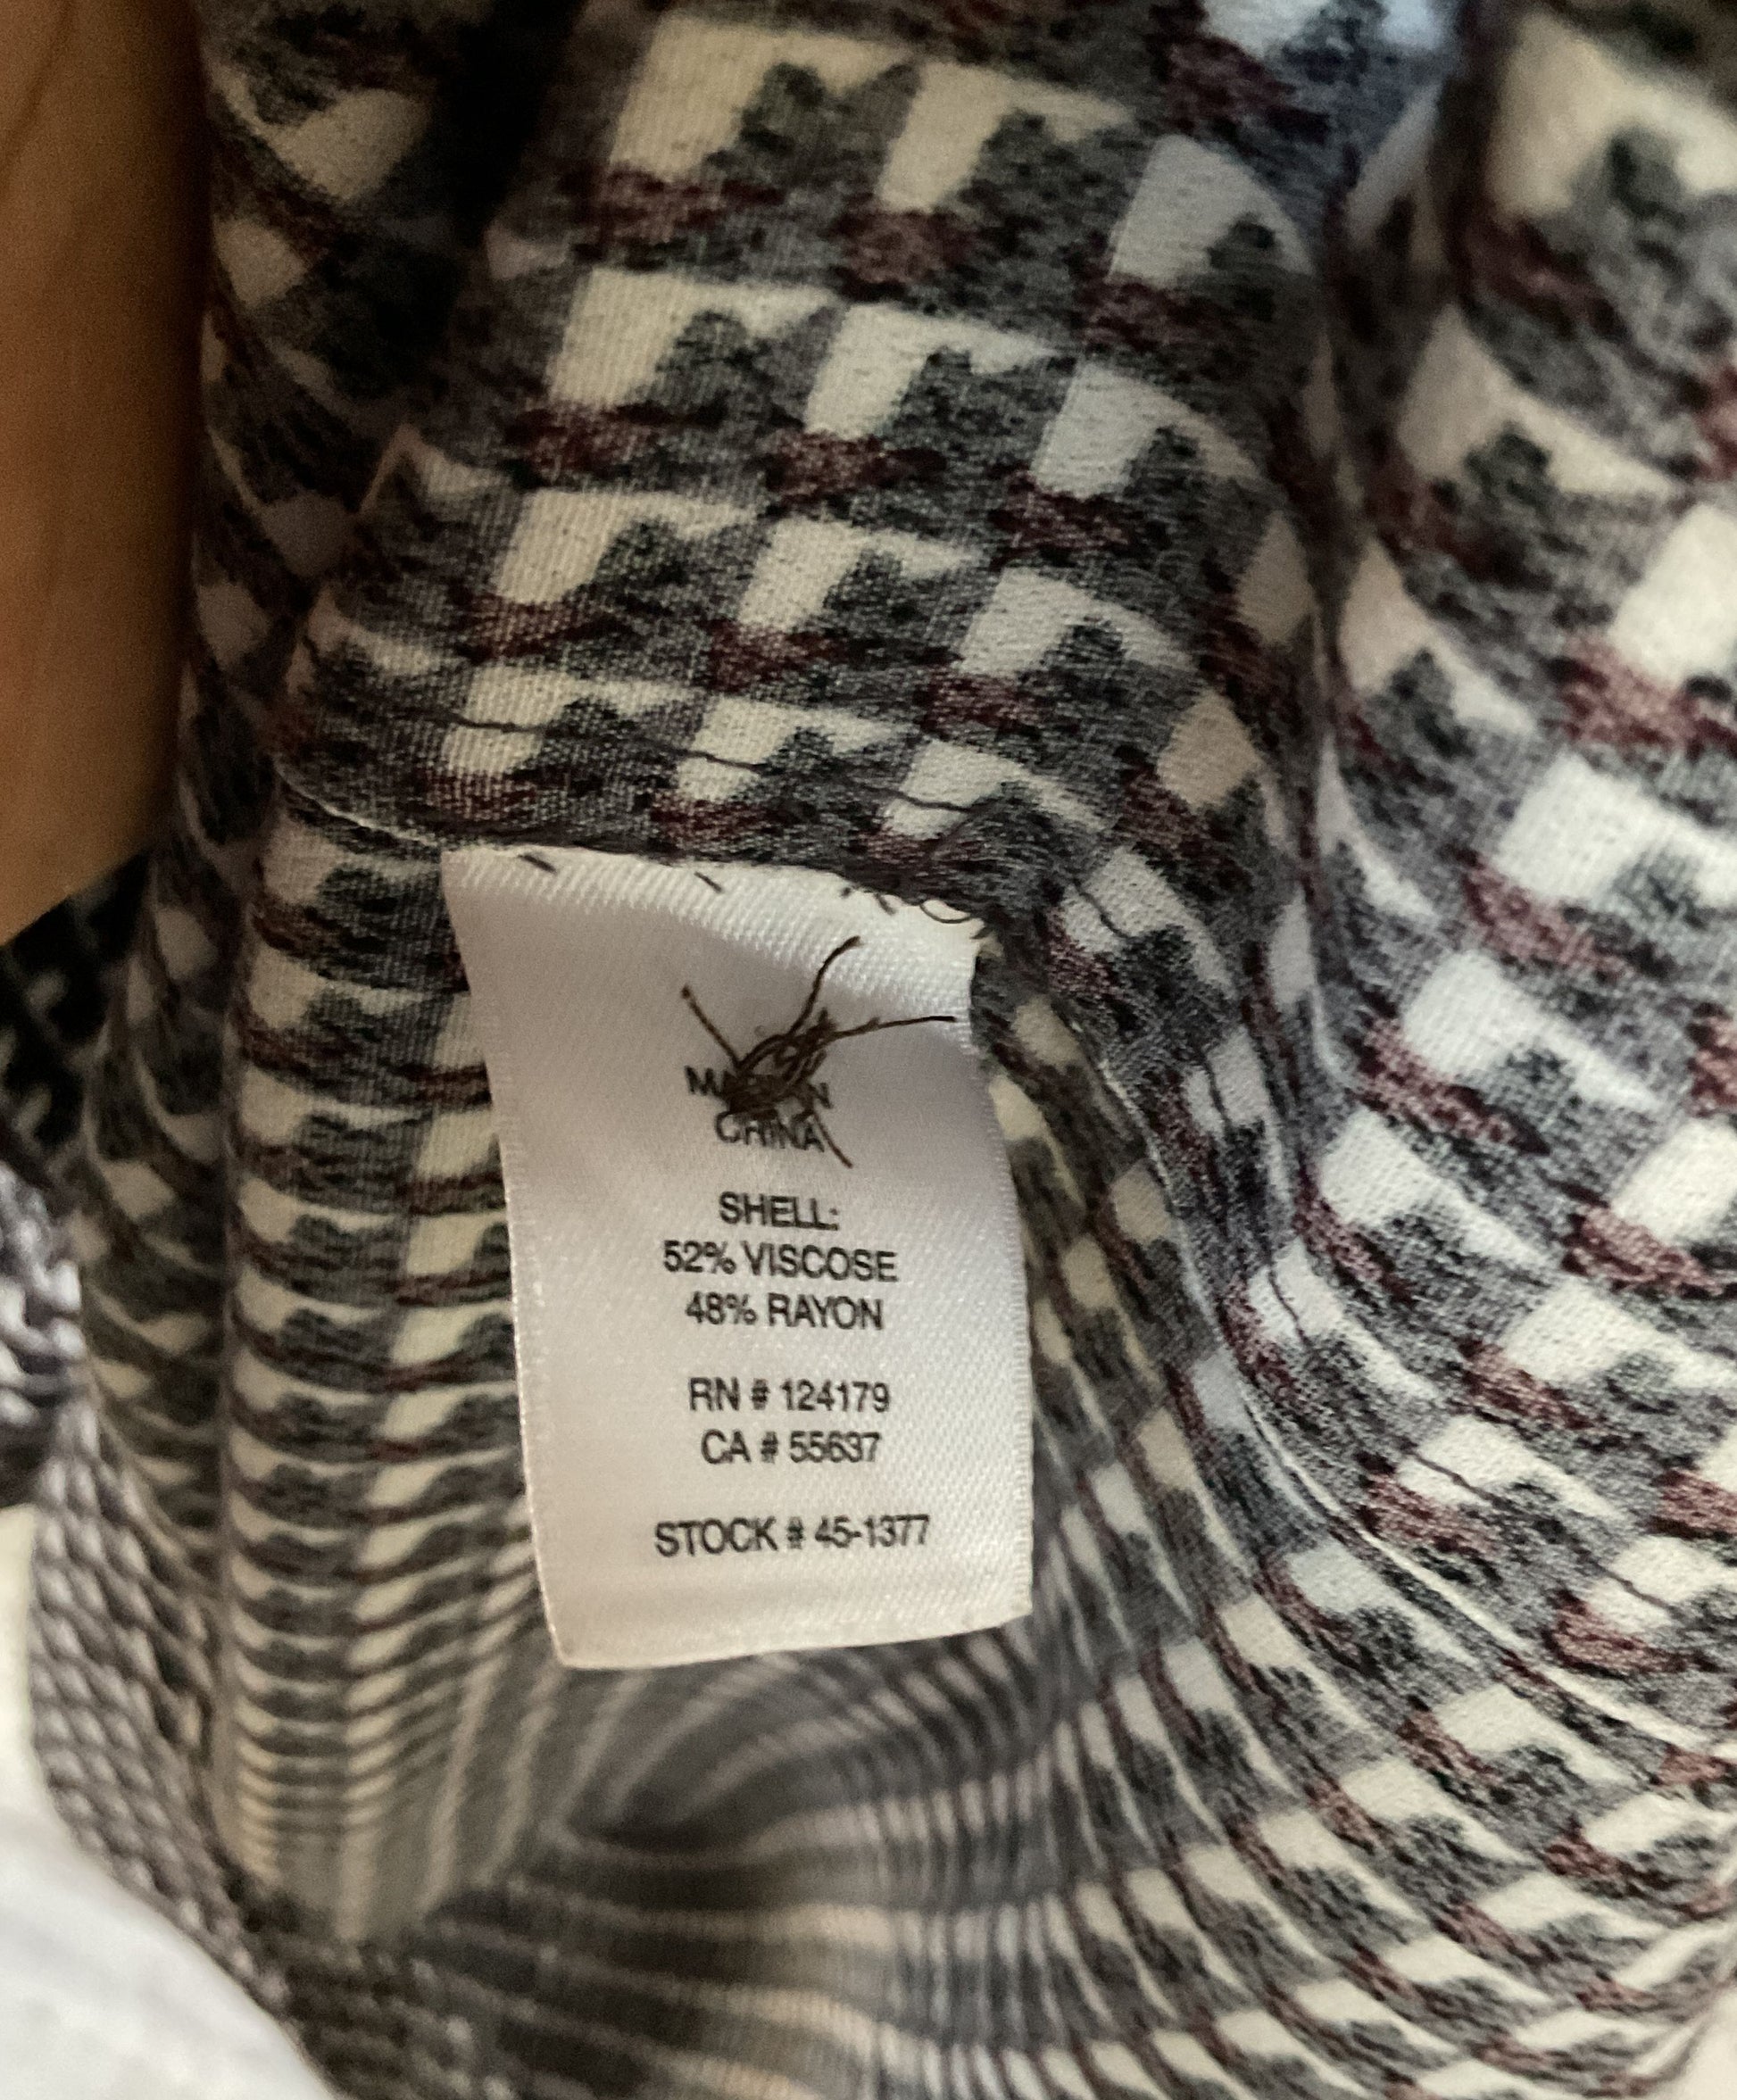 CHINA
SHELL:
52% VISCOSE
48% RAYON
RN # 124179
CA # 55637
STOCK # 45-1377